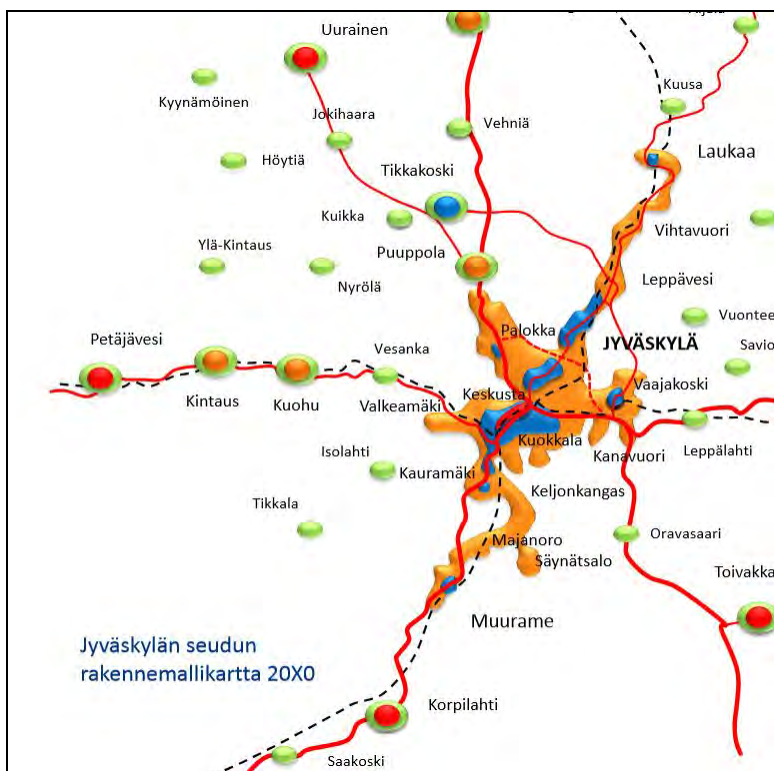 Uurainen
Kuusa
Kyynämöinen
Jokihaara
Vehniä
Laukaa
Höytiä
Tikkakoski
Kuikka
Vihtavuori
Puuppola
Ylä-Kintaus
Nyrölä
Leppävesi
Vuontee
Petäjävesi
Palokka
JYVÄSKYLÄ
Savio
Vesanka
Vaajakoski
Kintaus
Kuohu
Valkeamäki
Keskusta
Kuokkala
Isolahti
Kauramäki
Kanavuori
Leppälahti
Keljonkangas
Tikkala
Majanoro
Oravasaari
Säynätsalo
Toivakka
Muurame
Jyväskylän seudun
rakennemallikartta 20X0
Korpilahti
Saakoski